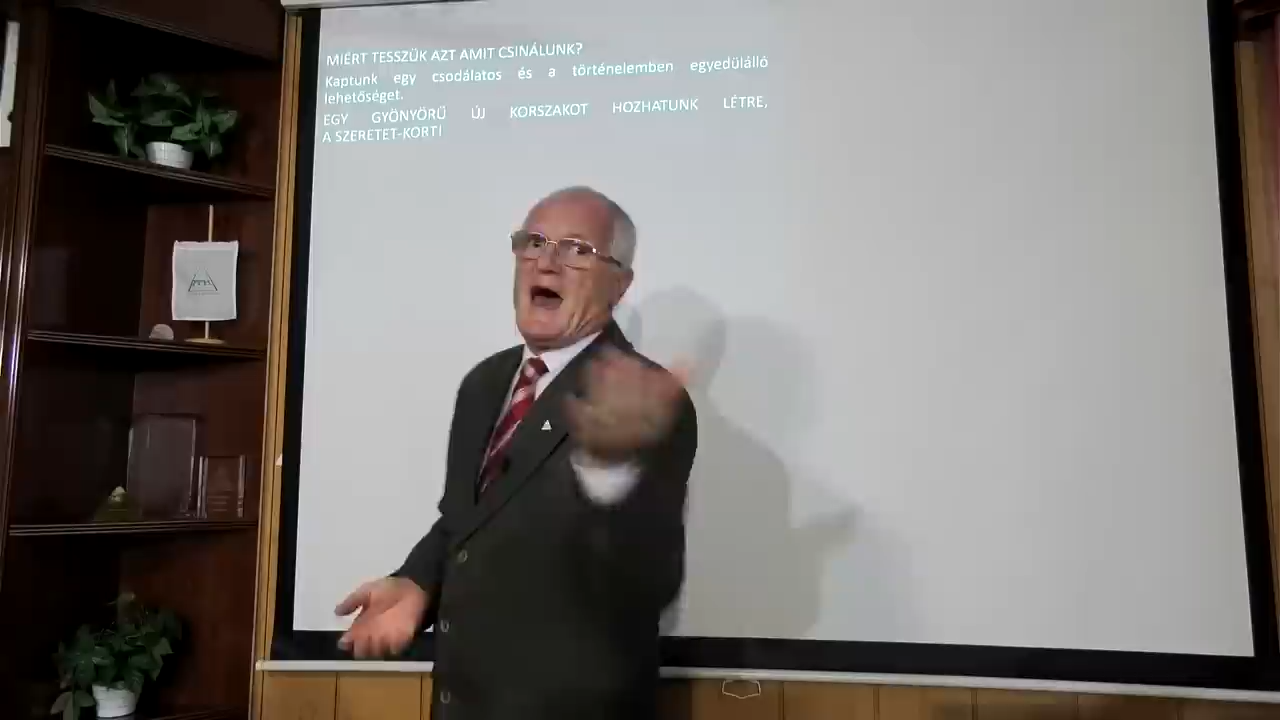 MIÉRT TESSZÜK AZT AMIT CSINÁLUNK?
Kaptunk egy csodálatos és a történelemben egyedülálló
lehetőséget.
EGY GYÖNYÖRŰ ÚJ KORSZAKOT HOZHATUNK LÉTRE,
A SZERETET-KORT!